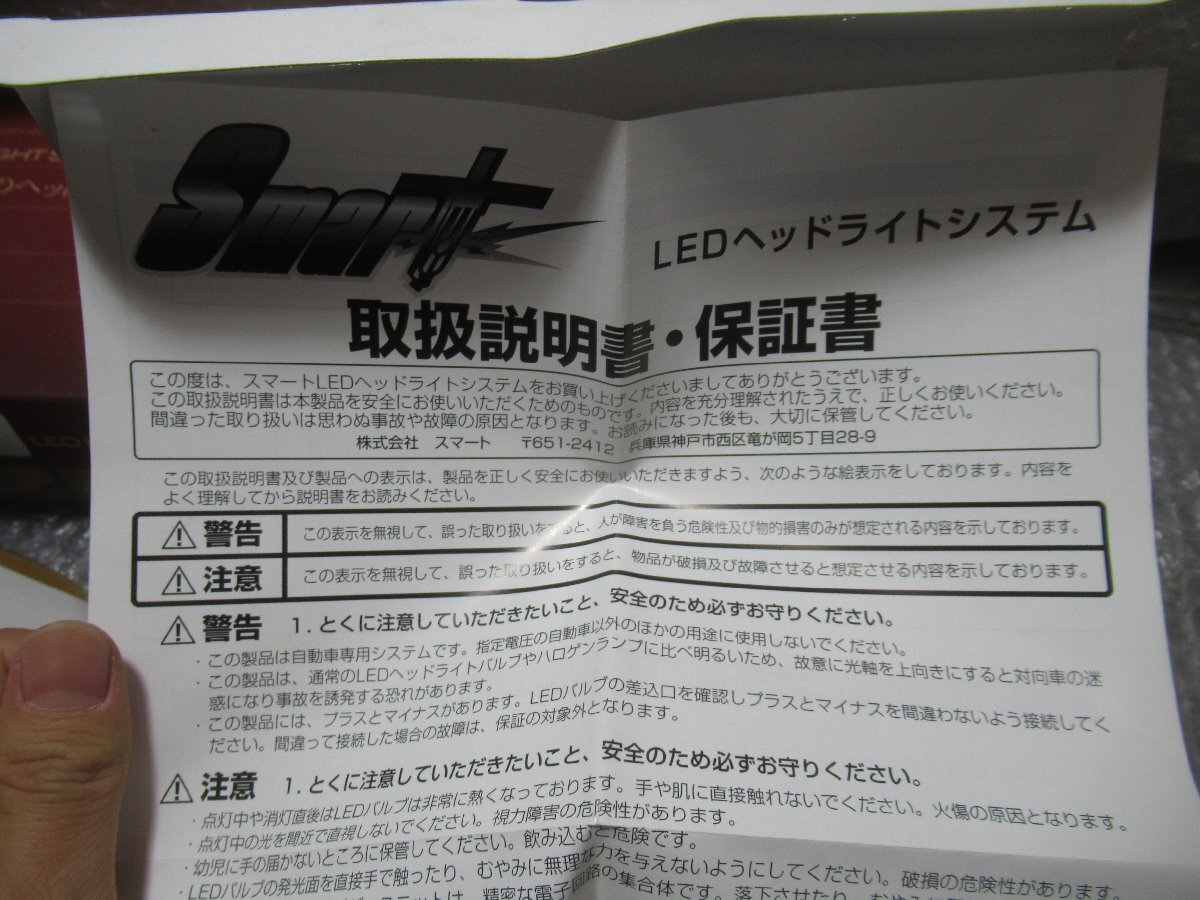 Smart
LEDヘッドライトシステム
取扱説明書・保証書
この度は、スマートLEDヘッドライトシステムをお買い上げくださいましてありがとうございます。
この取扱説明書は本製品を安全にお使いいただくためのものです。内容を充分理解されたうえで、正しくお使いください。
間違った取り扱いは思わぬ事故や故障の原因となります。お読みになった後も、大切に保管してください。
株式会社 スマート 〒651-2412 兵庫県神戸市西区竜が岡5丁目28-9
この取扱説明書及び製品への表示は、製品を正しく安全にお使いいただきますよう、次のような絵表示をしております。内容を
よく理解してから説明書をお読みください。
警告 この表示を無視して、誤った取り扱いをすると、人が障害を負う危険性及び物的損害のみが想定される内容を示しております。
注意 この表示を無視して、誤った取り扱いをすると、物品が破損及び故障させると想定させる内容を示しております。
警告 1. とくに注意していただきたいこと、安全のため必ずお守りください。
・この製品は自動車専用システムです。指定電圧の自動車以外のほかの用途に使用しないでください。
・この製品は、通常のLEDヘッドライトバルブやハロゲンランプに比べ明るいため、故意に光軸を上向きにすると対向車の迷
惑になり事故を誘発する恐れがあります。
・この製品には、プラスとマイナスがあります。LEDバルブの差込口を確認しプラスとマイナスを間違わないよう接続してく
ださい。間違って接続した場合の故障は、保証の対象外となります。
注意 1. とくに注意していただきたいこと、安全のため必ずお守りください。
・点灯中や消灯直後はLEDバルブは非常に熱くなっております。手や肌に直接触れないでください。火傷の原因となります。
・点灯中の光を間近で直視しないでください。視力障害の危険性があります。
・幼児に手の届かないところに保管してください。飲み込むと危険です。
・LEDバルブの発光面を直接手で触ったり、むやみに無理な力を与えないようにしてください。破損の危険性があります。
ユニットは、精密な電子回路の集合体です。落下させたり、むやみに
GHTS
のヘッ
LED